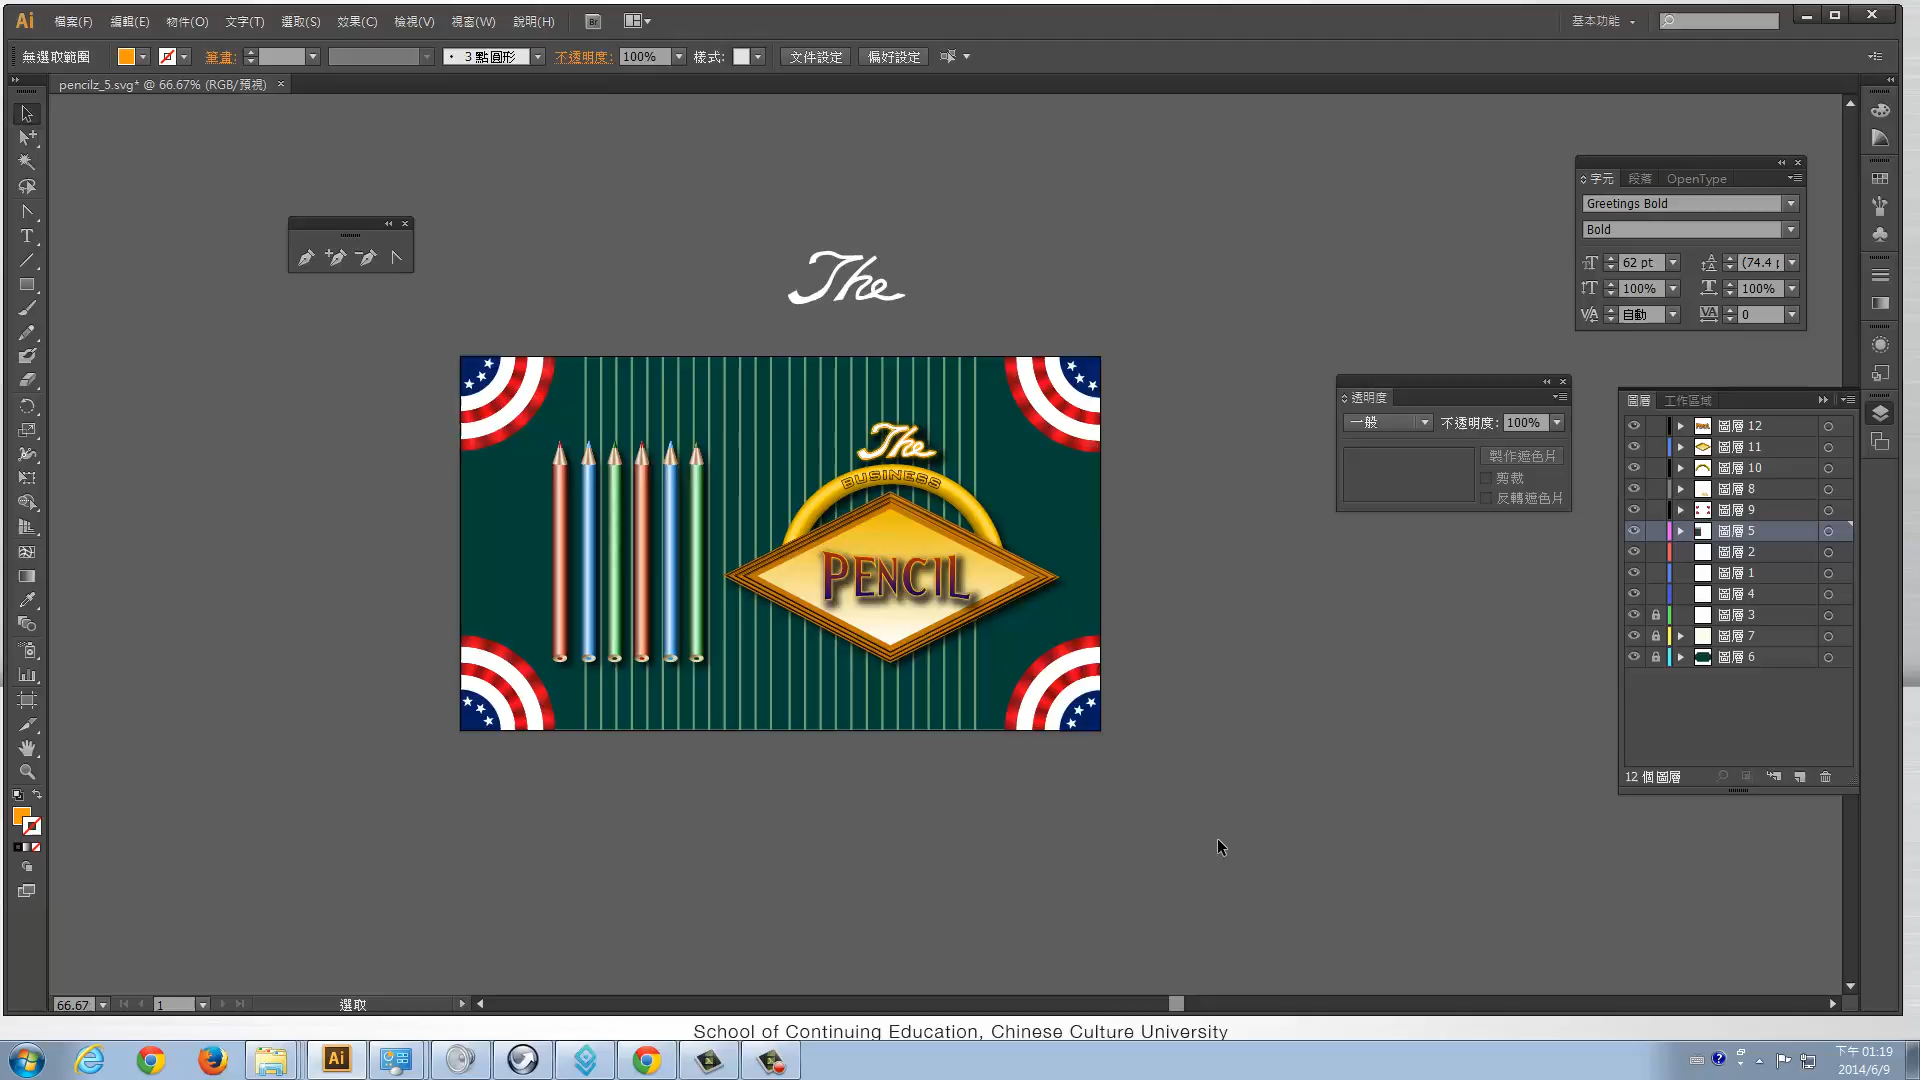 Ai 檔案(F) 編輯(E) 物件(O) 文字(T) 選取(S) 效果(C) 檢視(V) 視窗(W) 說明(H) Br 基本功能
無選取範圍 筆畫: 3 點圓形 不透明度: 100% 樣式: 文件設定 偏好設定
pencilz_5.svg* @ 66.67% (RGB/預視)
字元 段落 OpenType
Greetings Bold
Bold
62 pt (74.4 p
100% 100%
自動 0
The
透明度
一般 不透明度: 100%
製作遮色片
剪裁
反轉遮色片
The
BUSINESS
PENCIL
圖層 工作區域
圖層 12
圖層 11
圖層 10
圖層 8
圖層 9
圖層 5
圖層 2
圖層 1
圖層 4
圖層 3
圖層 7
圖層 6
12 個圖層
66.67 1 選取
School of Continuing Education, Chinese Culture University
Ai
下午 01:19
2014/6/9